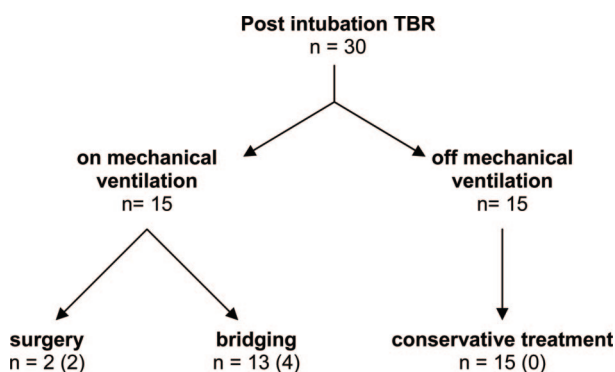 Post intubation TBR
n = 30
on mechanical
ventilation
n= 15
off mechanical
ventilation
n= 15
surgery
n = 2 (2)
bridging
n = 13 (4)
conservative treatment
n = 15 (0)